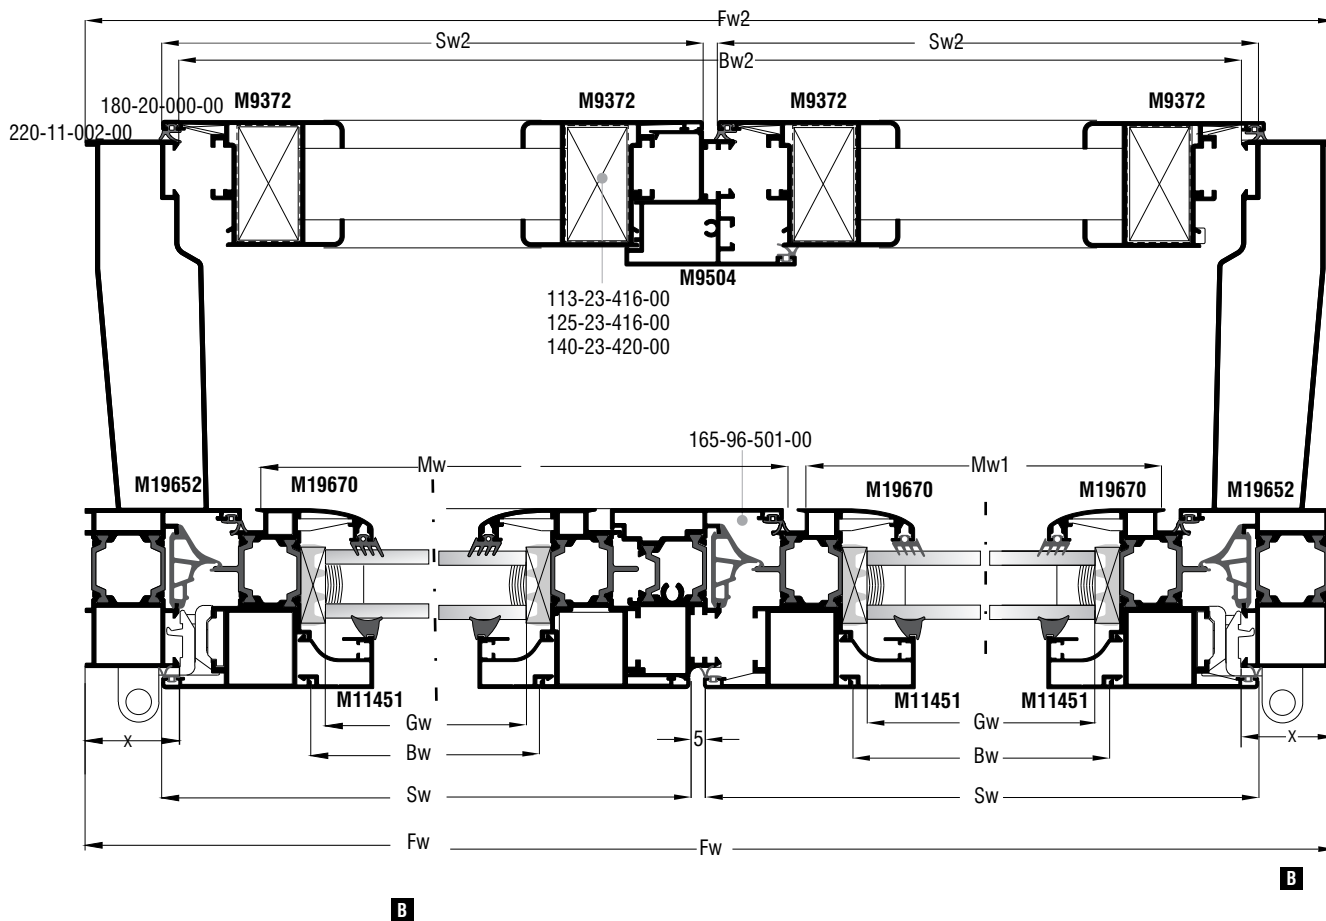 Fw2
Sw2
Sw2
Bw2
180-20-000-00
M9372
M9372
M9372
M9372
220-11-002-00
M9504
113-23-416-00
125-23-416-00
140-23-420-00
165-96-501-00
Mw
Mw1
M19652
M19670
M19670
M19670
M19652
M11451
M11451
M11451
Gw
Gw
x
5
x
Bw
Bw
Sw
Sw
Fw
Fw
B
B